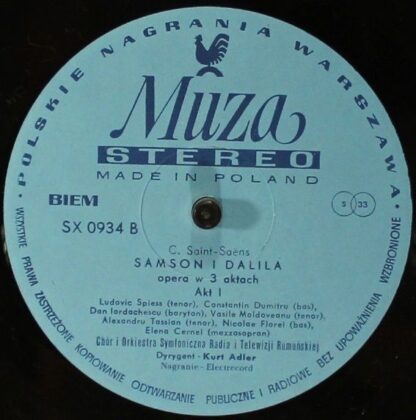 · POLSKIE NAGRANIA WARSZAWA ·
Muza
STEREO
MADE IN POLAND
BIEM
S 33
SX 0934 B
C. Saint-Saëns
SAMSON I DALILA
opera w 3 aktach
Akt I
Ludovic Spiess (tenor), Constantin Dumitru (bas),
Dan Iordachescu (baryton), Vasile Moldoveanu (tenor),
Alexandru Tassian (tenor), Nicolae Florei (bas),
Elena Cernei (mezzosopran)
Chór i Orkiestra Symfoniczna Radia i Telewizji Rumuńskiej
Dyrygent - Kurt Adler
Nagranie - Electrecord
WSZYSTKIE PRAWA ZASTRZEŻONE KOPIOWANIE ODTWARZANIE PUBLICZNE I RADIOWE BEZ UPOWAŻNIENIA WZBRONIONE